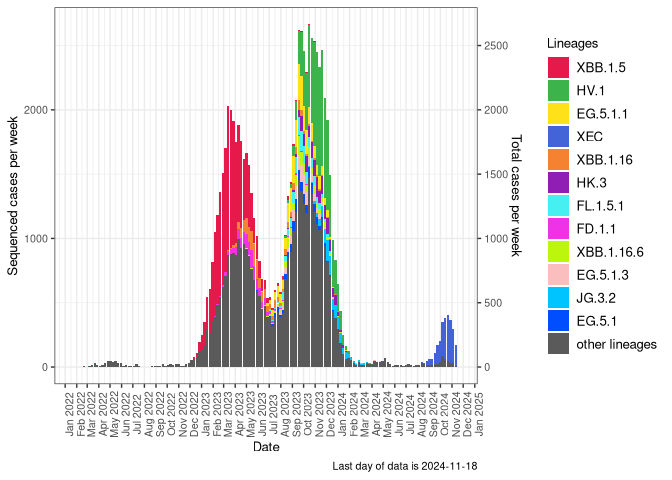 Lineages
XBB.1.5
HV.1
EG.5.1.1
XEC
XBB.1.16
HK.3
FL.1.5.1
FD.1.1
XBB.1.16.6
EG.5.1.3
JG.3.2
EG.5.1
other lineages
Sequenced cases per week
2000
1000
0
Total cases per week
2500
2000
1500
1000
500
0
Jan 2022
Feb 2022
Mar 2022
Apr 2022
May 2022
Jun 2022
Jul 2022
Aug 2022
Sep 2022
Oct 2022
Nov 2022
Dec 2022
Jan 2023
Feb 2023
Mar 2023
Apr 2023
May 2023
Jun 2023
Jul 2023
Aug 2023
Sep 2023
Oct 2023
Nov 2023
Dec 2023
Jan 2024
Feb 2024
Mar 2024
Apr 2024
May 2024
Jun 2024
Jul 2024
Aug 2024
Sep 2024
Oct 2024
Nov 2024
Dec 2024
Jan 2025
Date
Last day of data is 2024-11-18